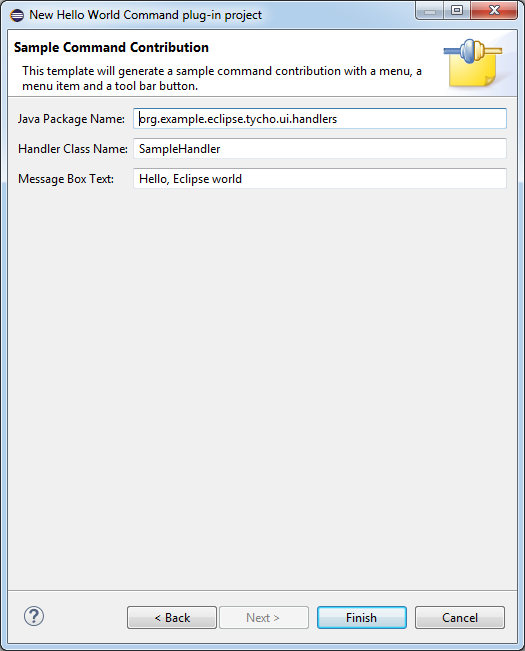 New Hello World Command plug-in project
Sample Command Contribution
This template will generate a sample command contribution with a menu, a
menu item and a tool bar button.
Java Package Name: org.example.eclipse.tycho.ui.handlers
Handler Class Name: SampleHandler
Message Box Text: Hello, Eclipse world
? < Back Next > Finish Cancel